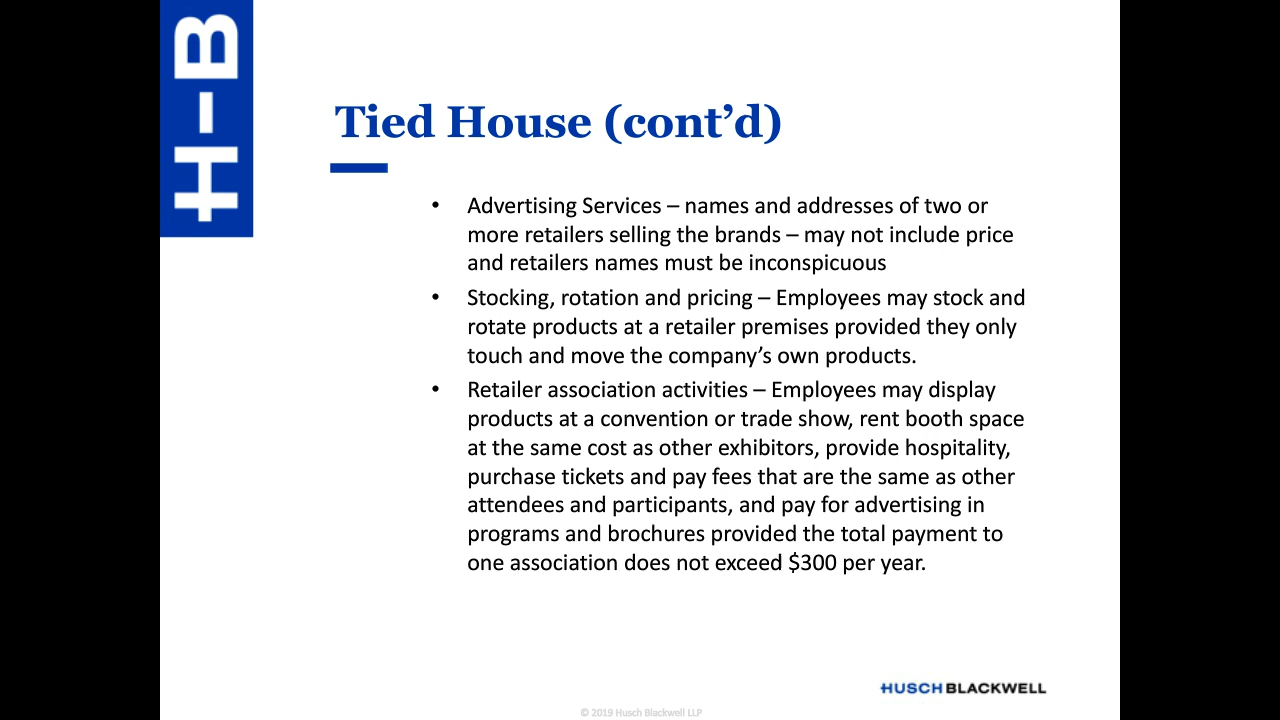 H-B
Tied House (cont’d)
• Advertising Services – names and addresses of two or
more retailers selling the brands – may not include price
and retailers names must be inconspicuous
• Stocking, rotation and pricing – Employees may stock and
rotate products at a retailer premises provided they only
touch and move the company’s own products.
• Retailer association activities – Employees may display
products at a convention or trade show, rent booth space
at the same cost as other exhibitors, provide hospitality,
purchase tickets and pay fees that are the same as other
attendees and participants, and pay for advertising in
programs and brochures provided the total payment to
one association does not exceed $300 per year.
HUSCH BLACKWELL
© 2019 Husch Blackwell LLP